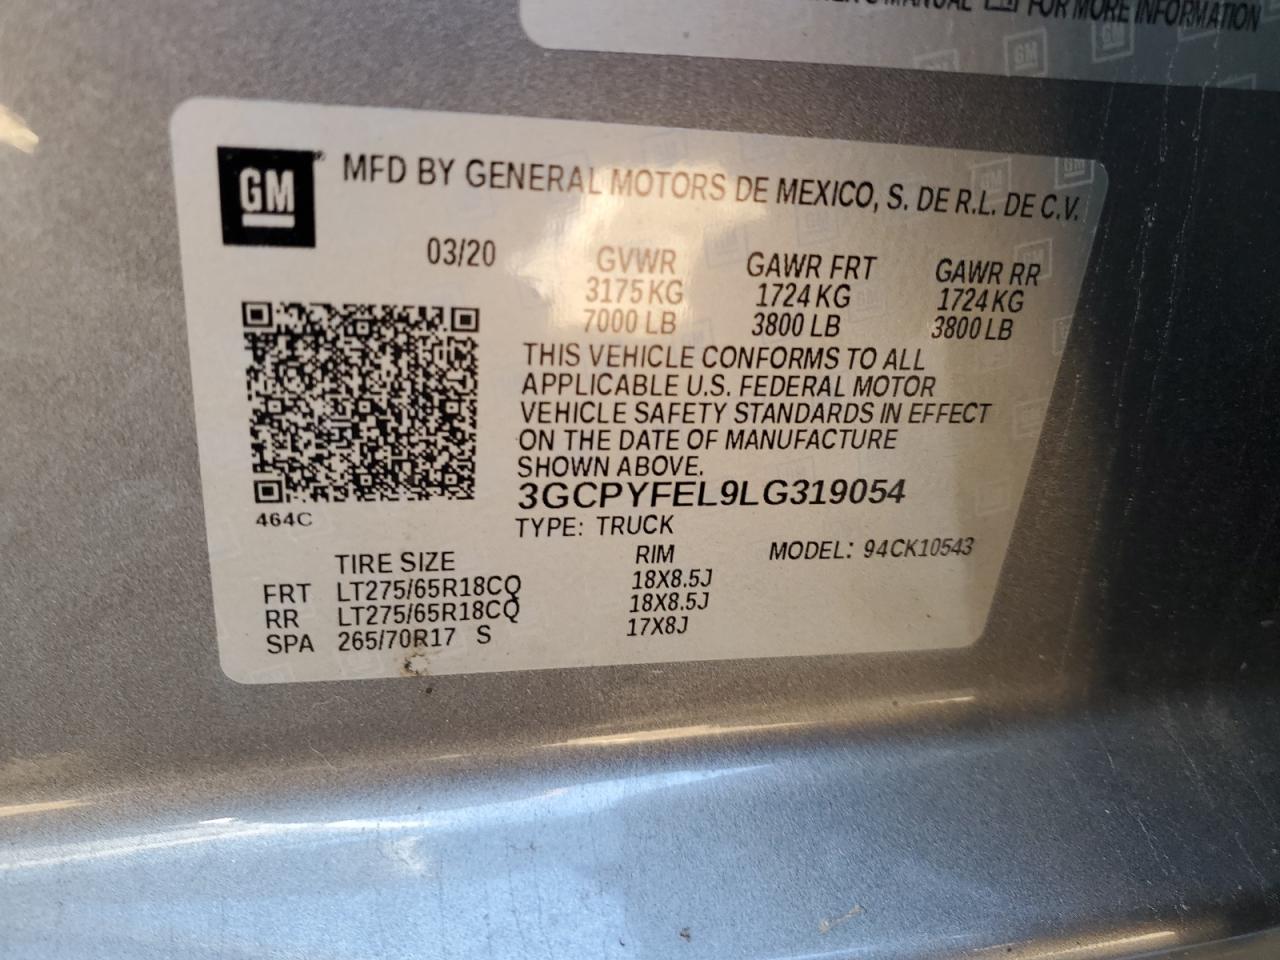 MANUAL FOR MORE INFORMATION
GM
MFD BY GENERAL MOTORS DE MEXICO, S. DE R.L. DE C.V.
03/20
GVWR GAWR FRT GAWR RR
3175 KG 1724 KG 1724 KG
7000 LB 3800 LB 3800 LB
THIS VEHICLE CONFORMS TO ALL
APPLICABLE U.S. FEDERAL MOTOR
VEHICLE SAFETY STANDARDS IN EFFECT
ON THE DATE OF MANUFACTURE
SHOWN ABOVE.
3GCPYFEL9LG319054
464C
TYPE: TRUCK
TIRE SIZE RIM MODEL: 94CK10543
FRT LT275/65R18CQ 18X8.5J
RR LT275/65R18CQ 18X8.5J
SPA 265/70R17 S 17X8J